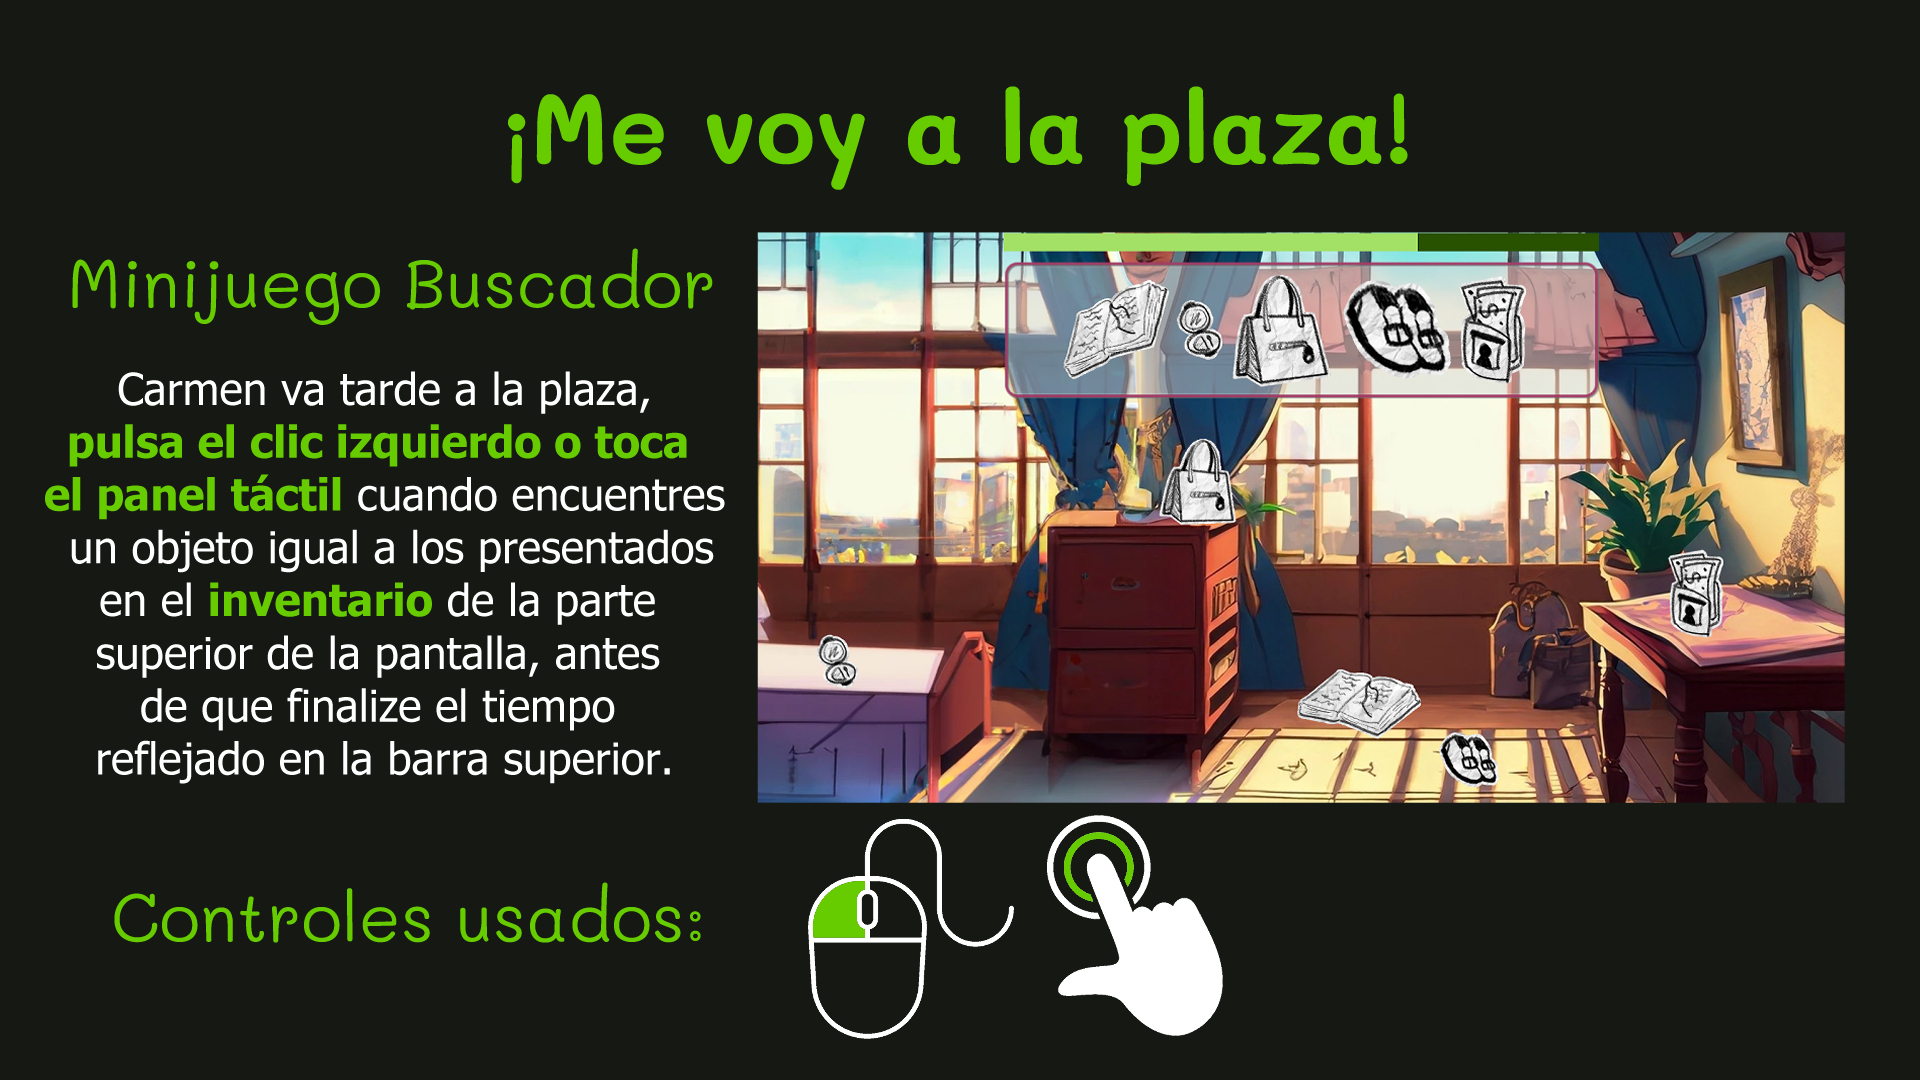 ¡Me voy a la plaza!
Minijuego Buscador
Carmen va tarde a la plaza,
pulsa el clic izquierdo o toca
el panel táctil cuando encuentres
un objeto igual a los presentados
en el inventario de la parte
superior de la pantalla, antes
de que finalize el tiempo
reflejado en la barra superior.
Controles usados: